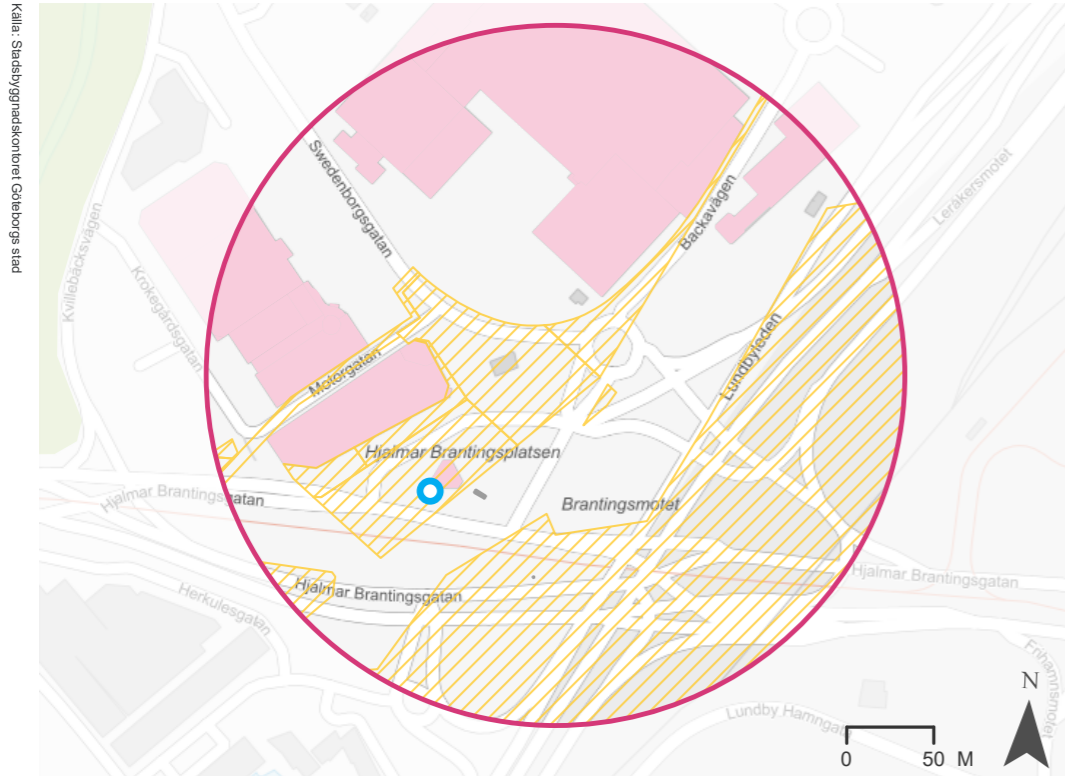 Källa: Stadsbyggnadskontoret Göteborgs stad
Swedenborgsgatan
Backavägen
Leråkersmotet
Kvillebäcksvägen
Krokegårdsgatan
Motorgatan
Lundbyleden
Hjalmar Brantingsplatsen
Hjalmar Brantingsgatan
Brantingsmotet
Hjalmar Brantingsgatan
Hjalmar Brantingsgatan
Herkulesgatan
Frihamnsmotet
Lundby Hamngata
N
0 50 M